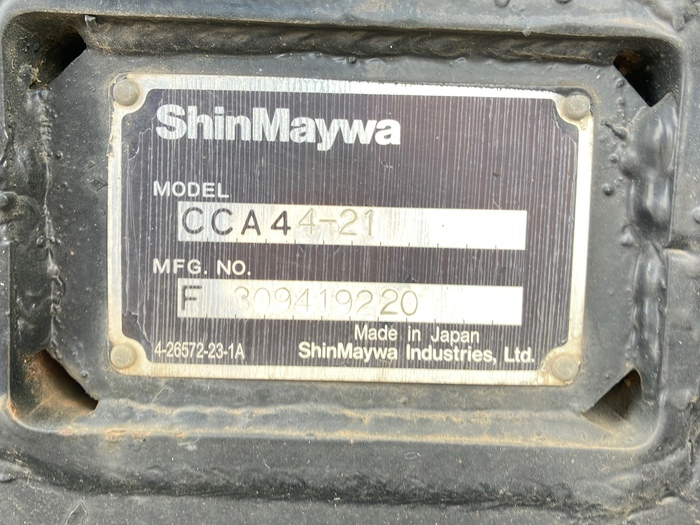 ShinMaywa
MODEL
CCA44-21
MFG. NO.
F 309419220
Made in Japan
4-26572-23-1A ShinMaywa Industries, Ltd.